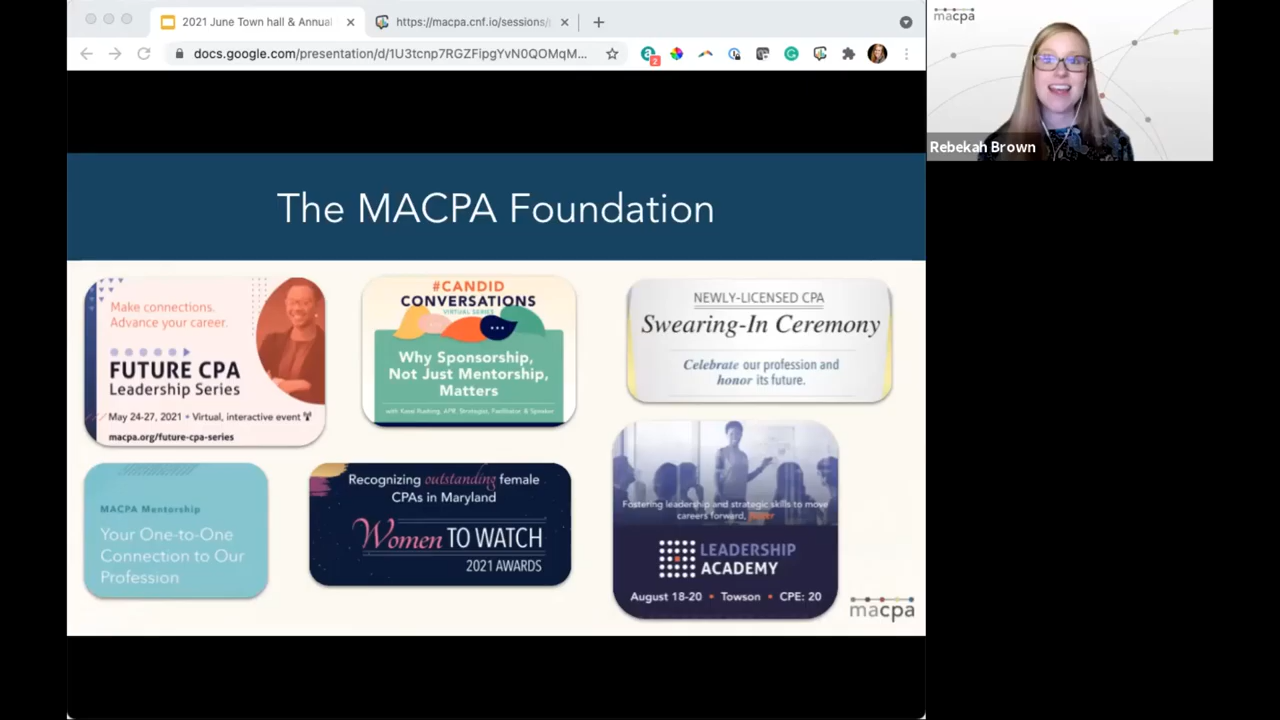 2021 June Town hall & Annual
https://macpa.cnf.io/sessions/
docs.google.com/presentation/d/1U3tcnp7RGZFipgYvN0QOMqM...
2
macpa
Rebekah Brown
The MACPA Foundation
Make connections.
Advance your career.
FUTURE CPA
Leadership Series
May 24-27, 2021 • Virtual, interactive event
macpa.org/future-cpa-series
#CANDID
CONVERSATIONS
VIRTUAL SERIES
Why Sponsorship,
Not Just Mentorship,
Matters
with Kane Rushing, APR, Strategist, Facilitator & Speaker
NEWLY-LICENSED CPA
Swearing-In Ceremony
Celebrate our profession and
honor its future.
MACPA Mentorship
Your One-to-One
Connection to Our
Profession
Recognizing outstanding female
CPAs in Maryland
Women TO WATCH
2021 AWARDS
Fostering leadership and strategic skills to move
careers forward, faster
LEADERSHIP
ACADEMY
August 18-20 • Towson • CPE: 20
macpa